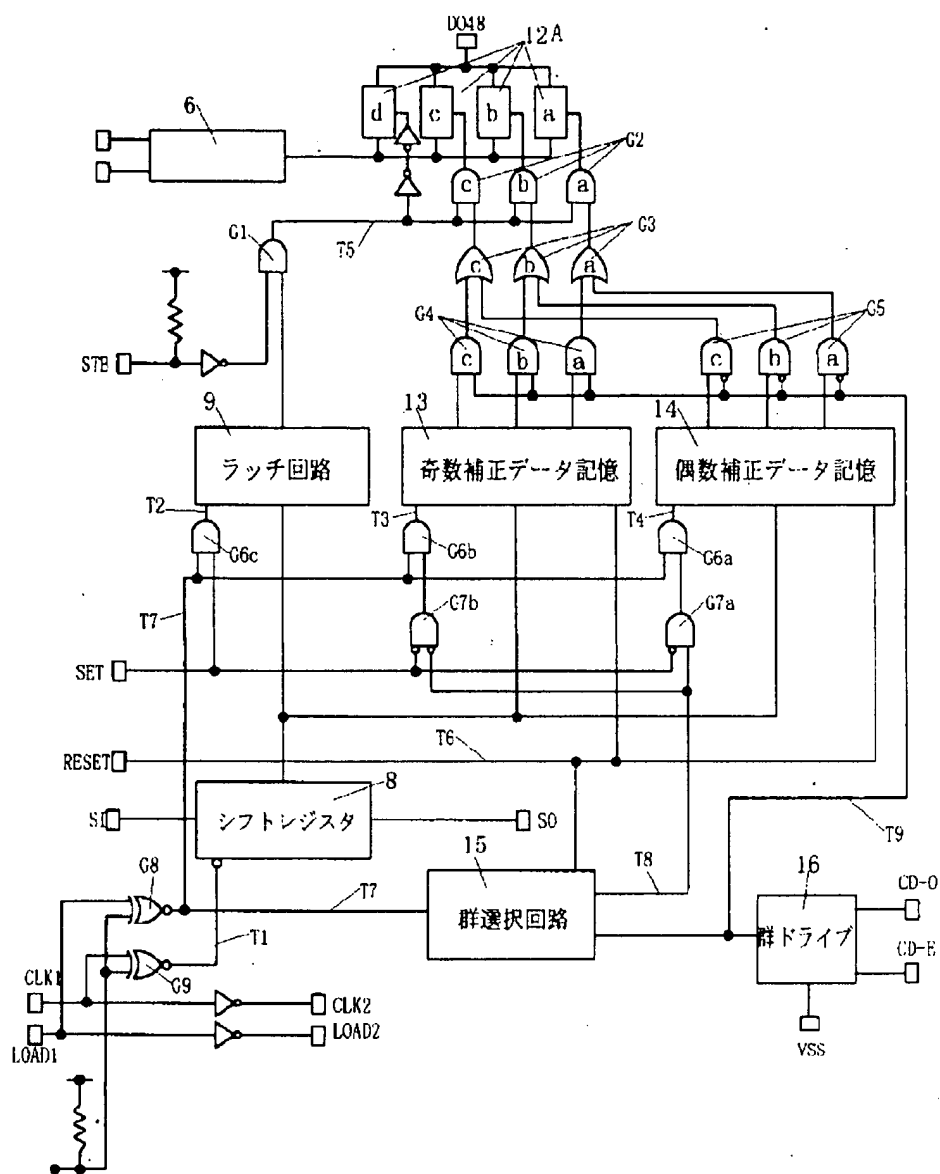 DO48
12A
6
d
c
b
a
G2
c
b
a
G1
T5
G3
c
b
a
STB
G4
G5
c
b
a
c
b
a
9
13
14
ラッチ回路
奇数補正データ記憶
偶数補正データ記憶
T2
T3
T4
G6c
G6b
G6a
T7
G7b
G7a
SET
T6
RESET
8
SI
シフトレジスタ
SO
T9
15
T8
16
G8
T7
CD-O
群選択回路
群ドライブ
T1
CD-E
G9
CLK1
CLK2
LOAD1
LOAD2
VSS